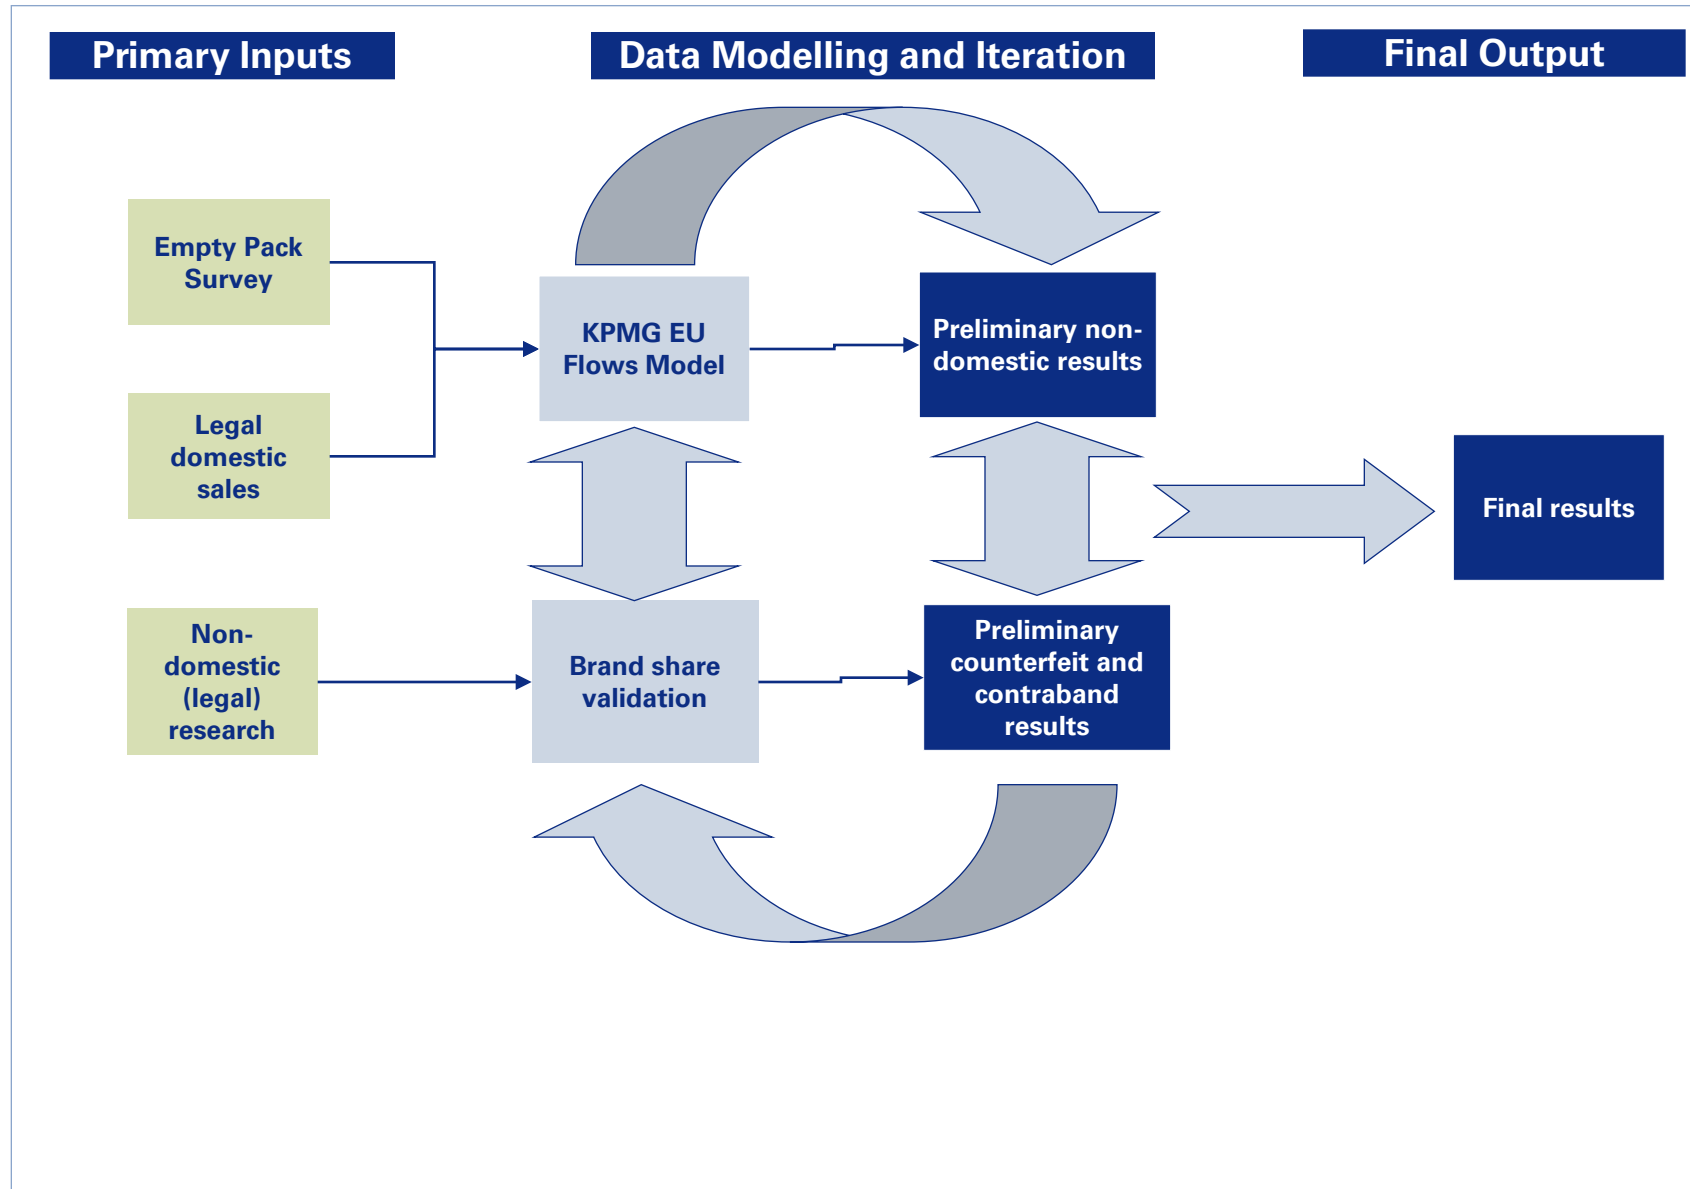 Primary Inputs
Data Modelling and Iteration
Final Output
Empty Pack
Survey
Legal
domestic
sales
Non-
domestic
(legal)
research
KPMG EU
Flows Model
Brand share
validation
Preliminary non-
domestic results
Preliminary
counterfeit and
contraband
results
Final results